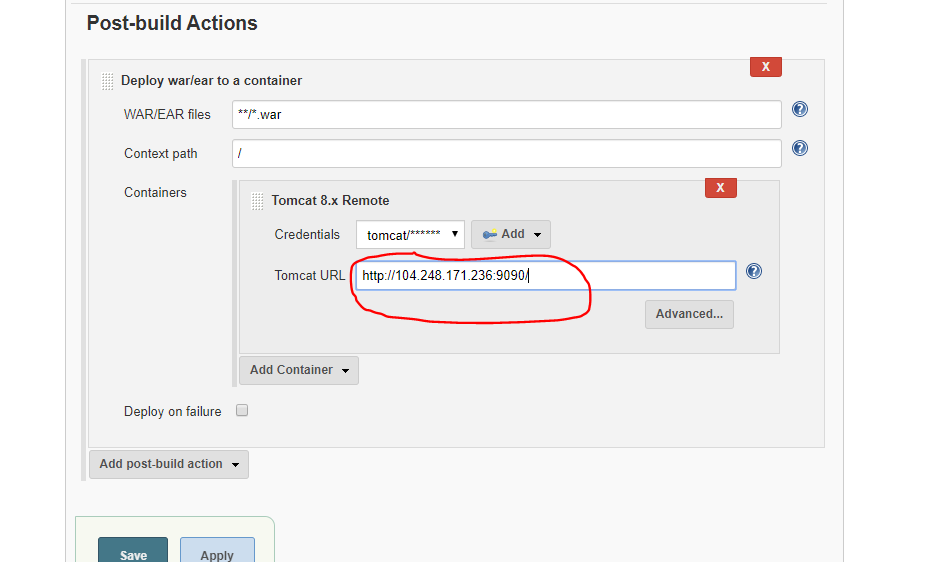 Post-build Actions
X
Deploy war/ear to a container
WAR/EAR files **/*.war
Context path /
Containers
X
Tomcat 8.x Remote
Credentials tomcat/****** Add
Tomcat URL http://104.248.171.236:9090/
Advanced...
Add Container
Deploy on failure
Add post-build action
Save Apply